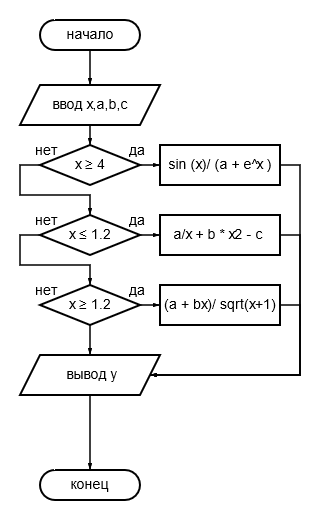 начало
ввод x,a,b,c
нет
да
x ≥ 4
sin (x)/ (a + e^x )
нет
да
x ≤ 1.2
a/x + b * x2 - c
нет
да
x ≥ 1.2
(a + bx)/ sqrt(x+1)
вывод y
конец